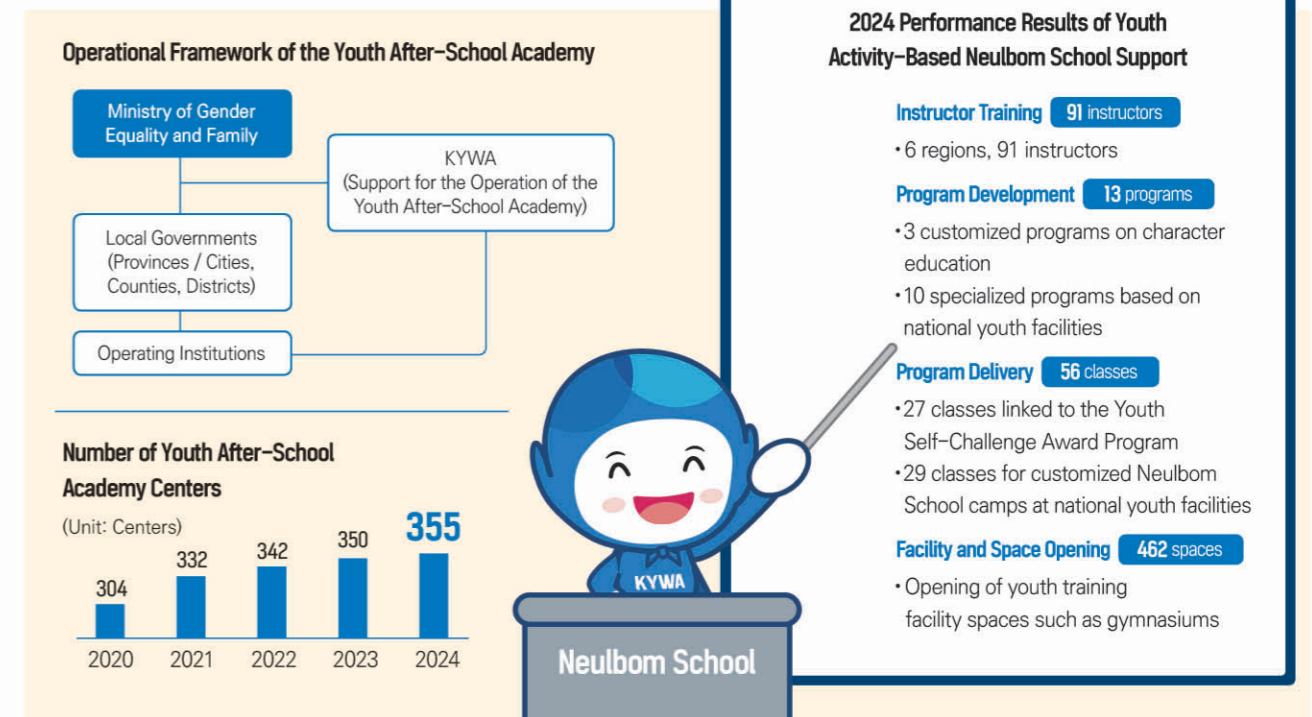 Operational Framework of the Youth After-School Academy
Ministry of Gender
Equality and Family
KYWA
(Support for the Operation of the
Youth After-School Academy)
Local Governments
(Provinces / Cities,
Counties, Districts)
Operating Institutions
Number of Youth After-School
Academy Centers
(Unit: Centers)
304
332
342
350
355
2020
2021
2022
2023
2024
KYWA
Neulbom School
2024 Performance Results of Youth
Activity-Based Neulbom School Support
Instructor Training 91 instructors
• 6 regions, 91 instructors
Program Development 13 programs
• 3 customized programs on character
education
• 10 specialized programs based on
national youth facilities
Program Delivery 56 classes
• 27 classes linked to the Youth
Self-Challenge Award Program
• 29 classes for customized Neulbom
School camps at national youth facilities
Facility and Space Opening 462 spaces
• Opening of youth training
facility spaces such as gymnasiums